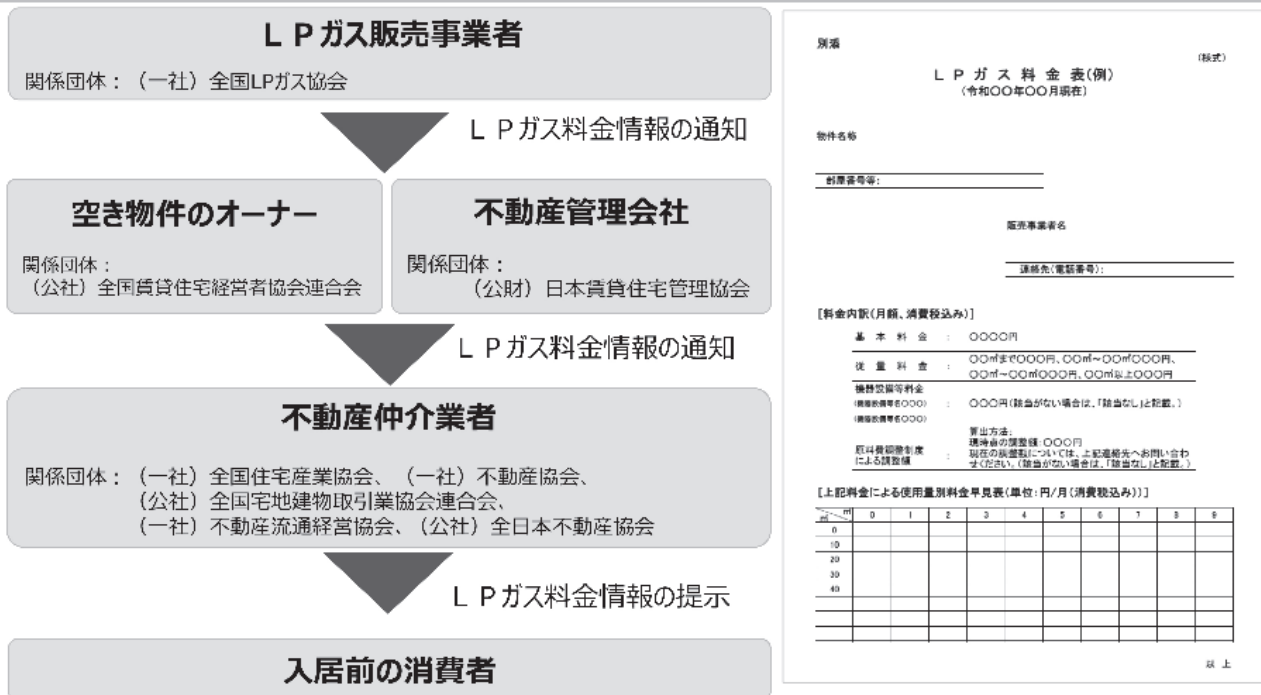 ＬＰガス販売事業者
関係団体：（一社）全国LPガス協会
ＬＰガス料金情報の通知
空き物件のオーナー
関係団体：
（公社）全国賃貸住宅経営者協会連合会
不動産管理会社
関係団体：
（公財）日本賃貸住宅管理協会
ＬＰガス料金情報の通知
不動産仲介業者
関係団体：（一社）全国住宅産業協会、（一社）不動産協会、
（公社）全国宅地建物取引業協会連合会、
（一社）不動産流通経営協会、（公社）全日本不動産協会
ＬＰガス料金情報の提示
入居前の消費者
別添
（様式）
ＬＰガス料金表(例)
(令和〇〇年〇〇月現在)
物件名称
部屋番号等：
販売事業者名
連絡先(電話番号)：
[料金内訳(月額、消費税込み)]
基本料金 ： 〇〇〇〇円
従量料金 ： 〇〇㎥まで〇〇〇円、〇〇㎥～〇〇㎥〇〇〇円、
〇〇㎥～〇〇㎥〇〇〇円、〇〇㎥以上〇〇〇円
機器設備等料金
(機器設備等名〇〇〇) ： 〇〇〇円(該当がない場合は、「該当なし」と記載。)
(機器設備等名〇〇〇)
原料費調整制度による調整額 ： 算出方法：
現時点の調整額：〇〇〇円
現在の調整額については、上記連絡先へお問い合わ
せください。(該当がない場合は、「該当なし」と記載。)
[上記料金による使用量別料金早見表(単位：円/月(消費税込み))]
㎥ ㎥ 0 1 2 3 4 5 6 7 8 9
0
10
20
30
40
以上